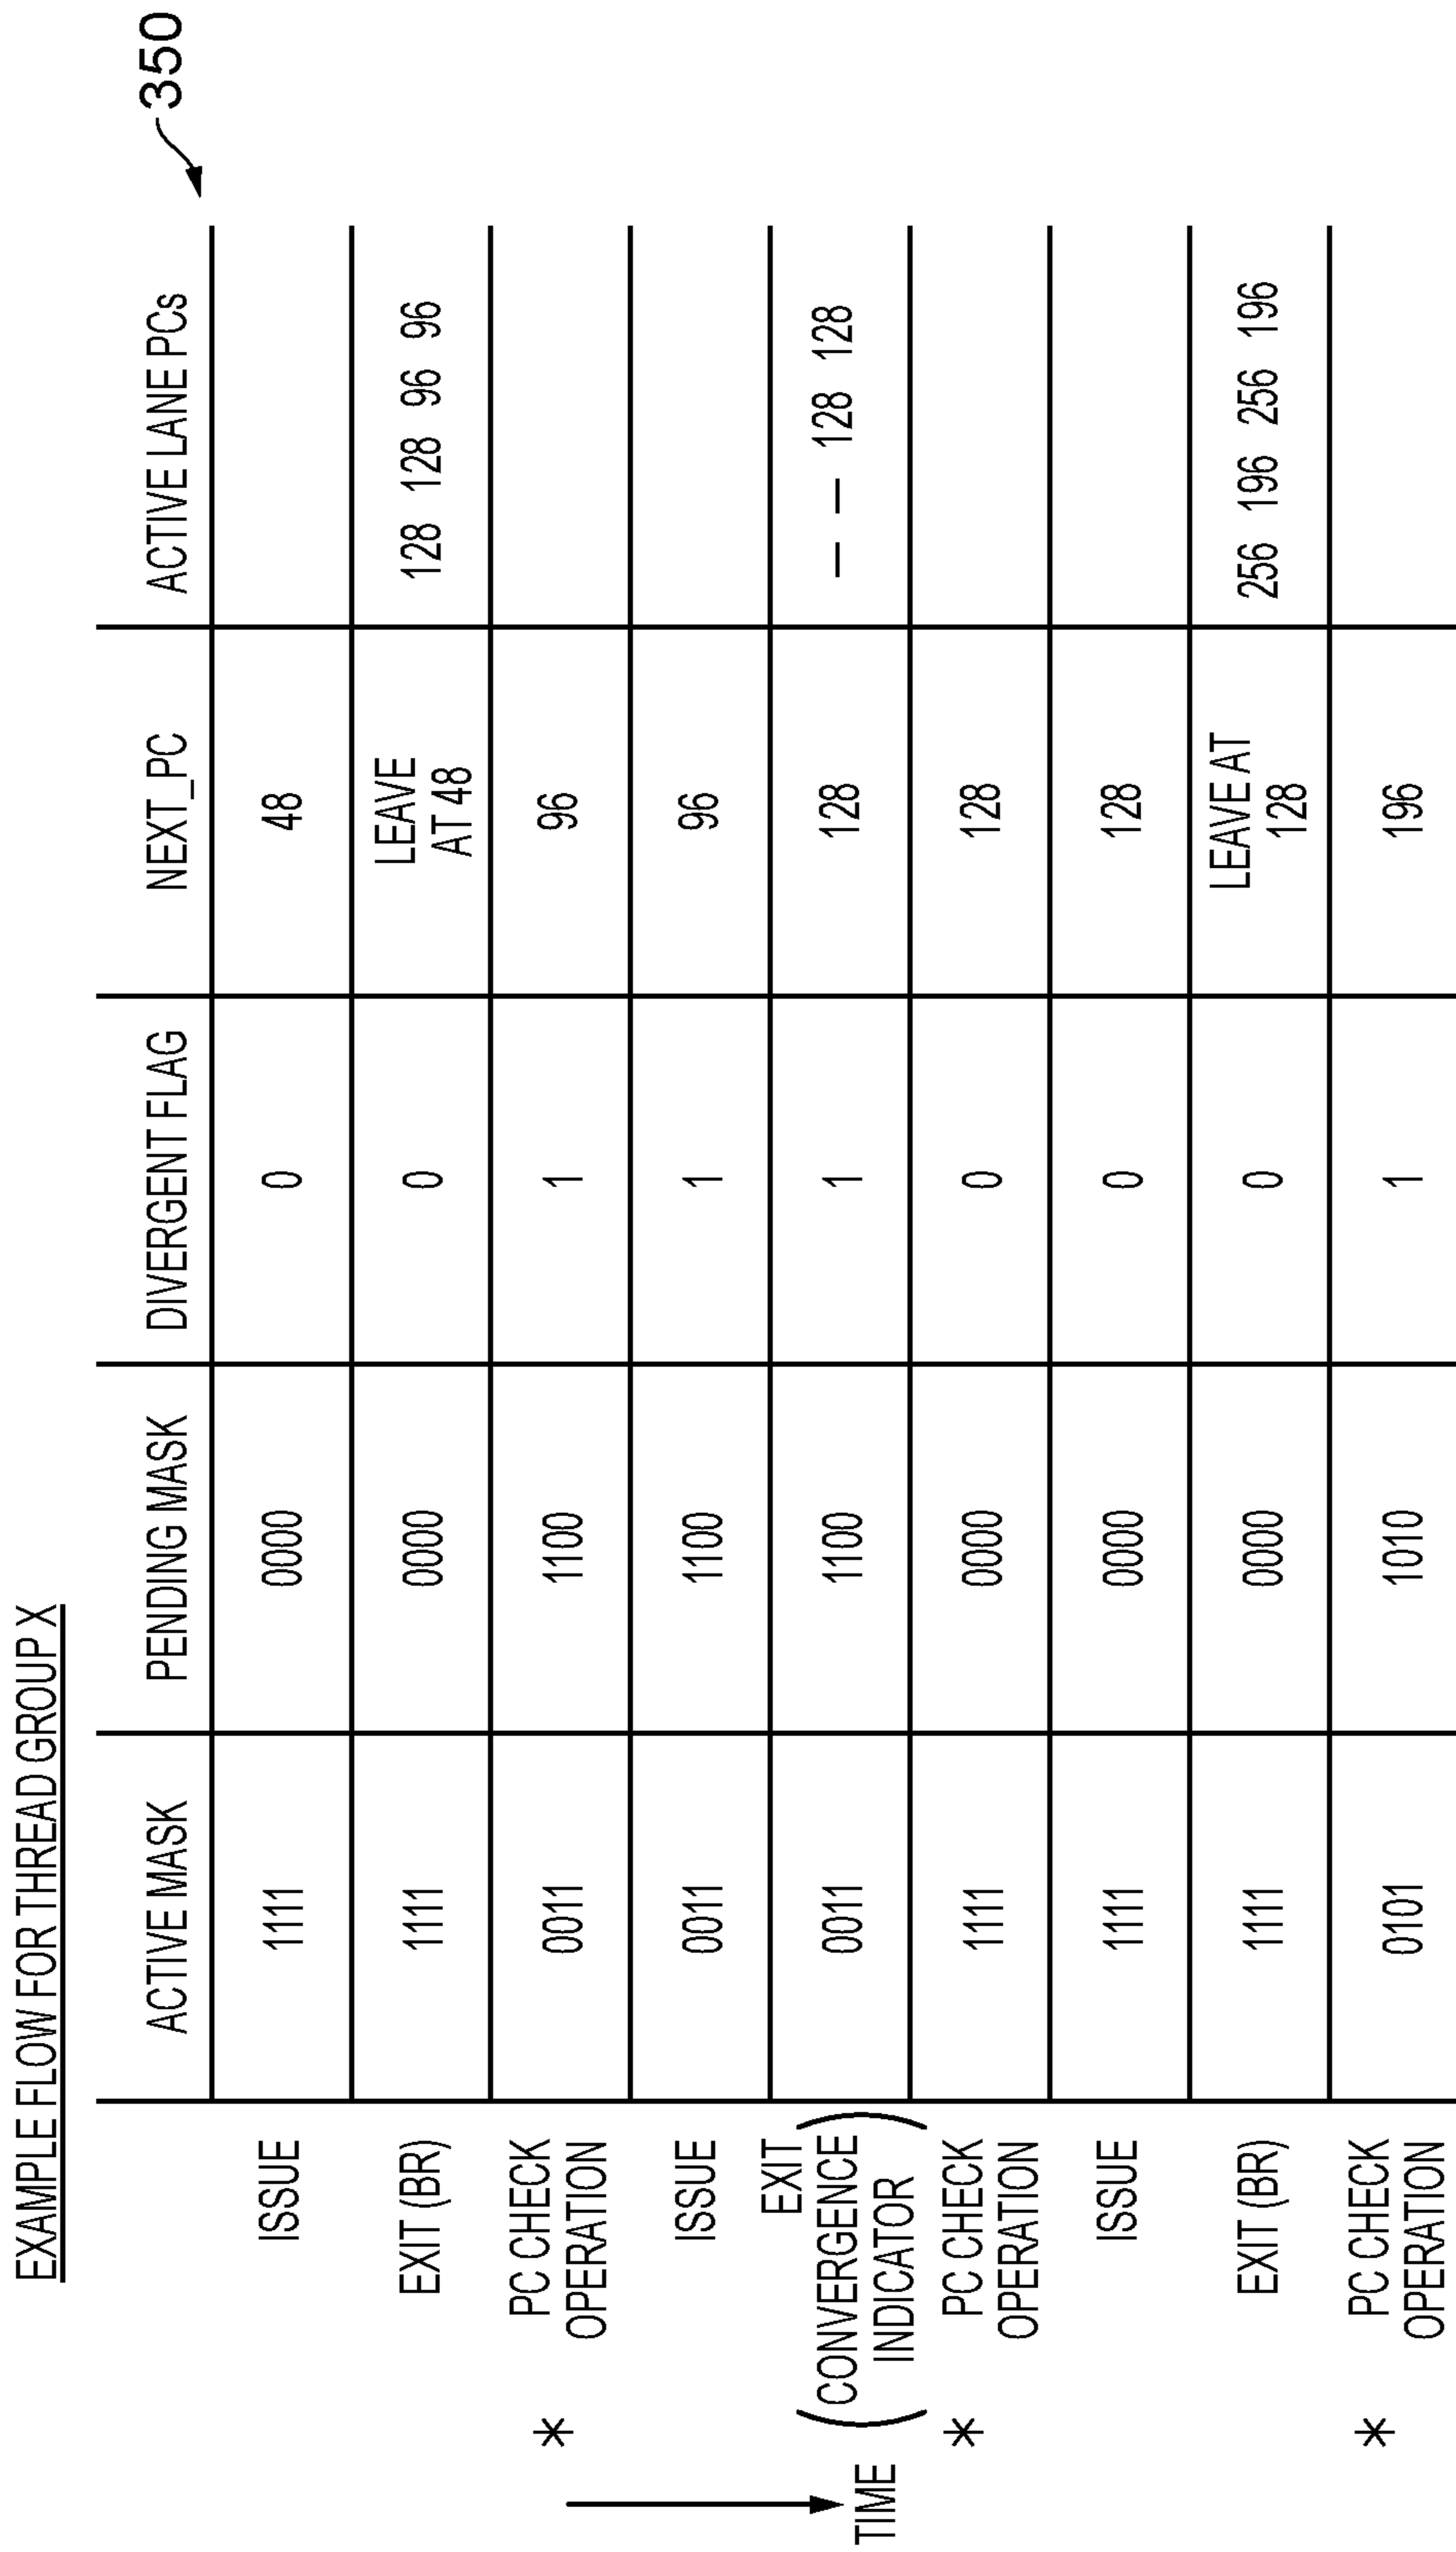 EXAMPLE FLOW FOR THREAD GROUP X
350
ACTIVE MASK PENDING MASK DIVERGENT FLAG NEXT_PC ACTIVE LANE PCs
ISSUE 1111 0000 0 48
EXIT (BR) 1111 0000 0 LEAVE AT 48 128 128 96 96
* PC CHECK OPERATION 0011 1100 1 96
ISSUE 0011 1100 1 96
EXIT (CONVERGENCE INDICATOR) 0011 1100 1 128 – – 128 128
* PC CHECK OPERATION 1111 0000 0 128
ISSUE 1111 0000 0 128
EXIT (BR) 1111 0000 0 LEAVE AT 128 256 196 256 196
* PC CHECK OPERATION 0101 1010 1 196
TIME